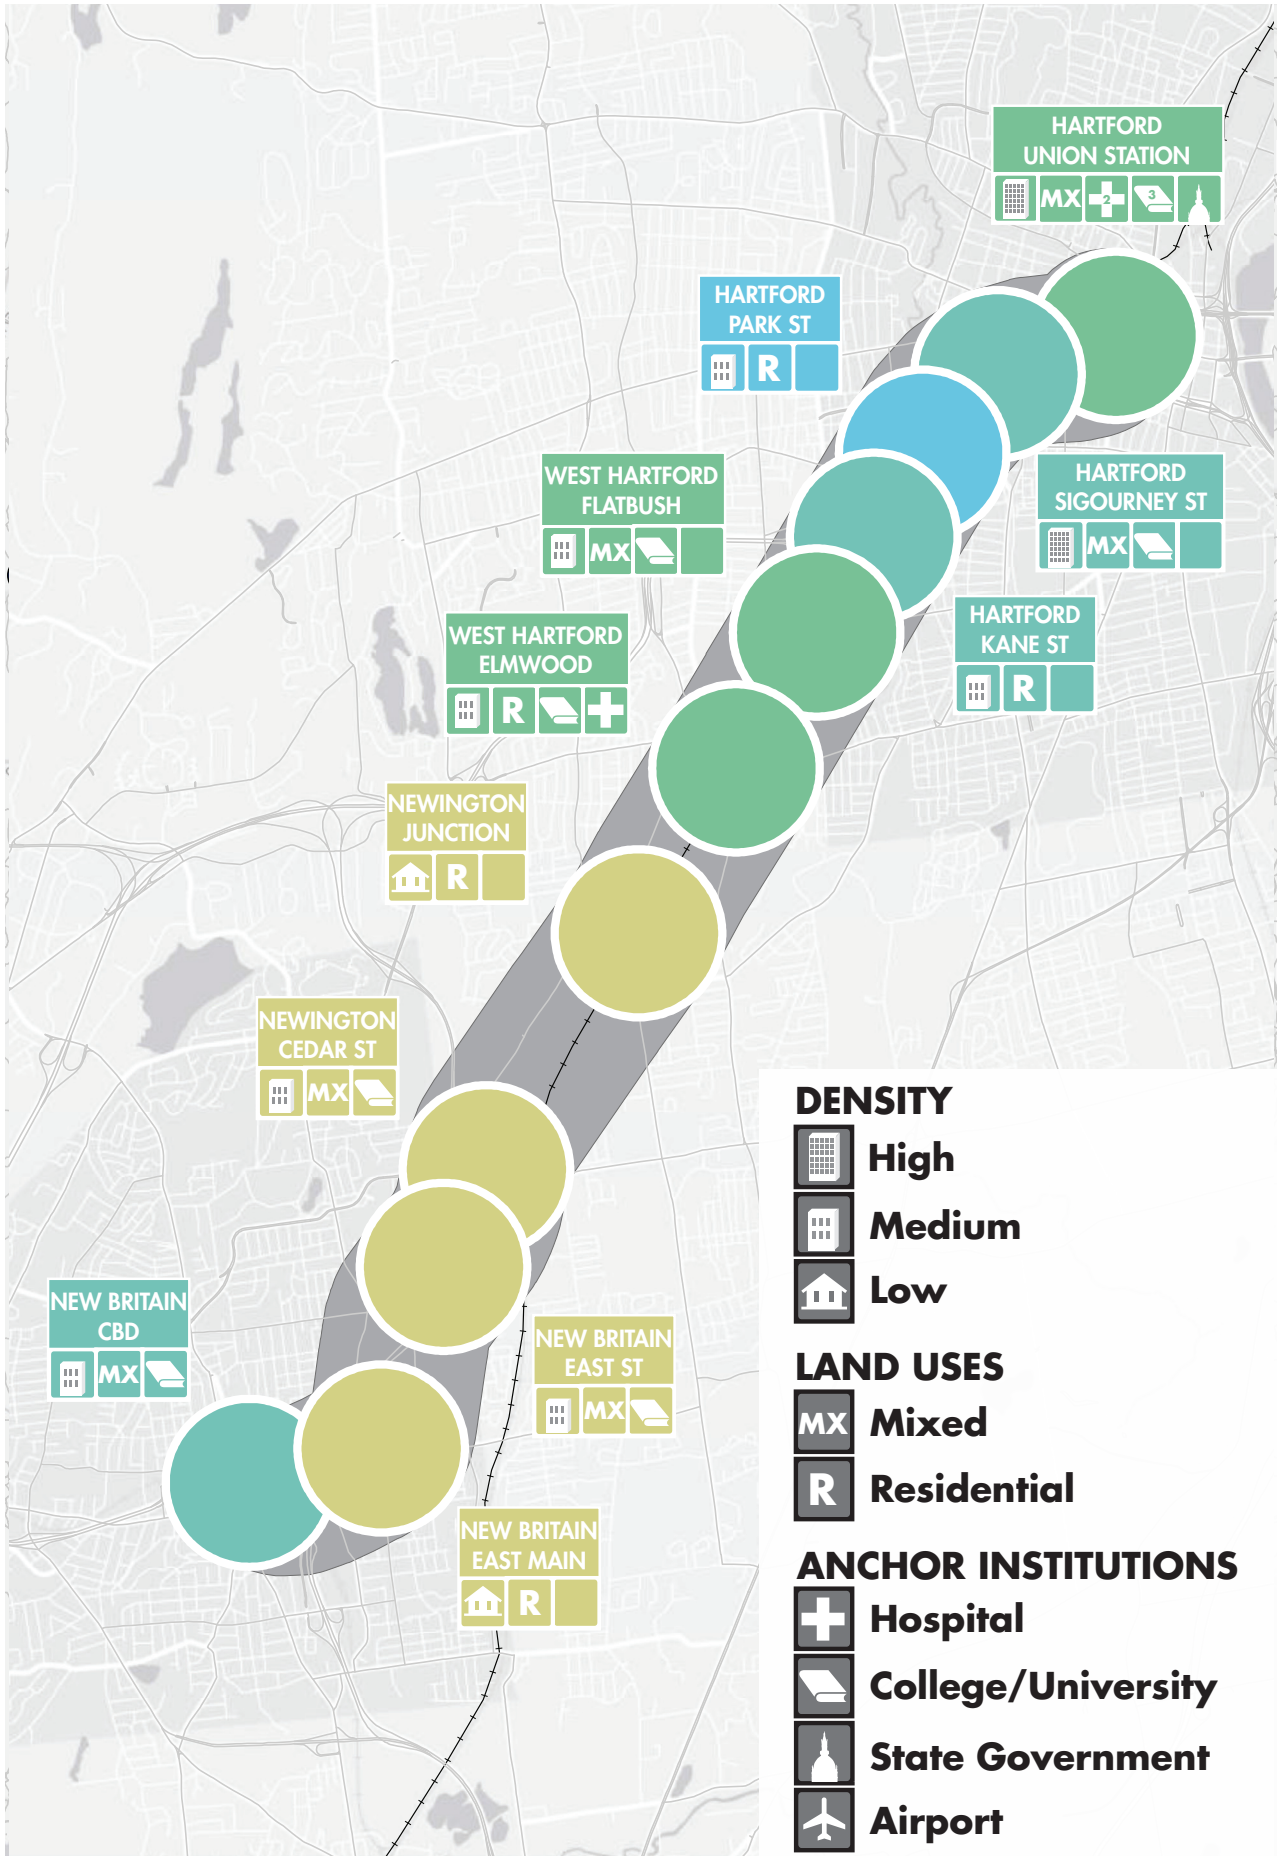 HARTFORD
UNION STATION
MX
2
3
HARTFORD
PARK ST
R
WEST HARTFORD
FLATBUSH
MX
HARTFORD
SIGOURNEY ST
MX
WEST HARTFORD
ELMWOOD
R
HARTFORD
KANE ST
R
NEWINGTON
JUNCTION
R
NEWINGTON
CEDAR ST
MX
NEW BRITAIN
CBD
MX
NEW BRITAIN
EAST ST
MX
NEW BRITAIN
EAST MAIN
R
DENSITY
High
Medium
Low
LAND USES
MX Mixed
R Residential
ANCHOR INSTITUTIONS
Hospital
College/University
State Government
Airport